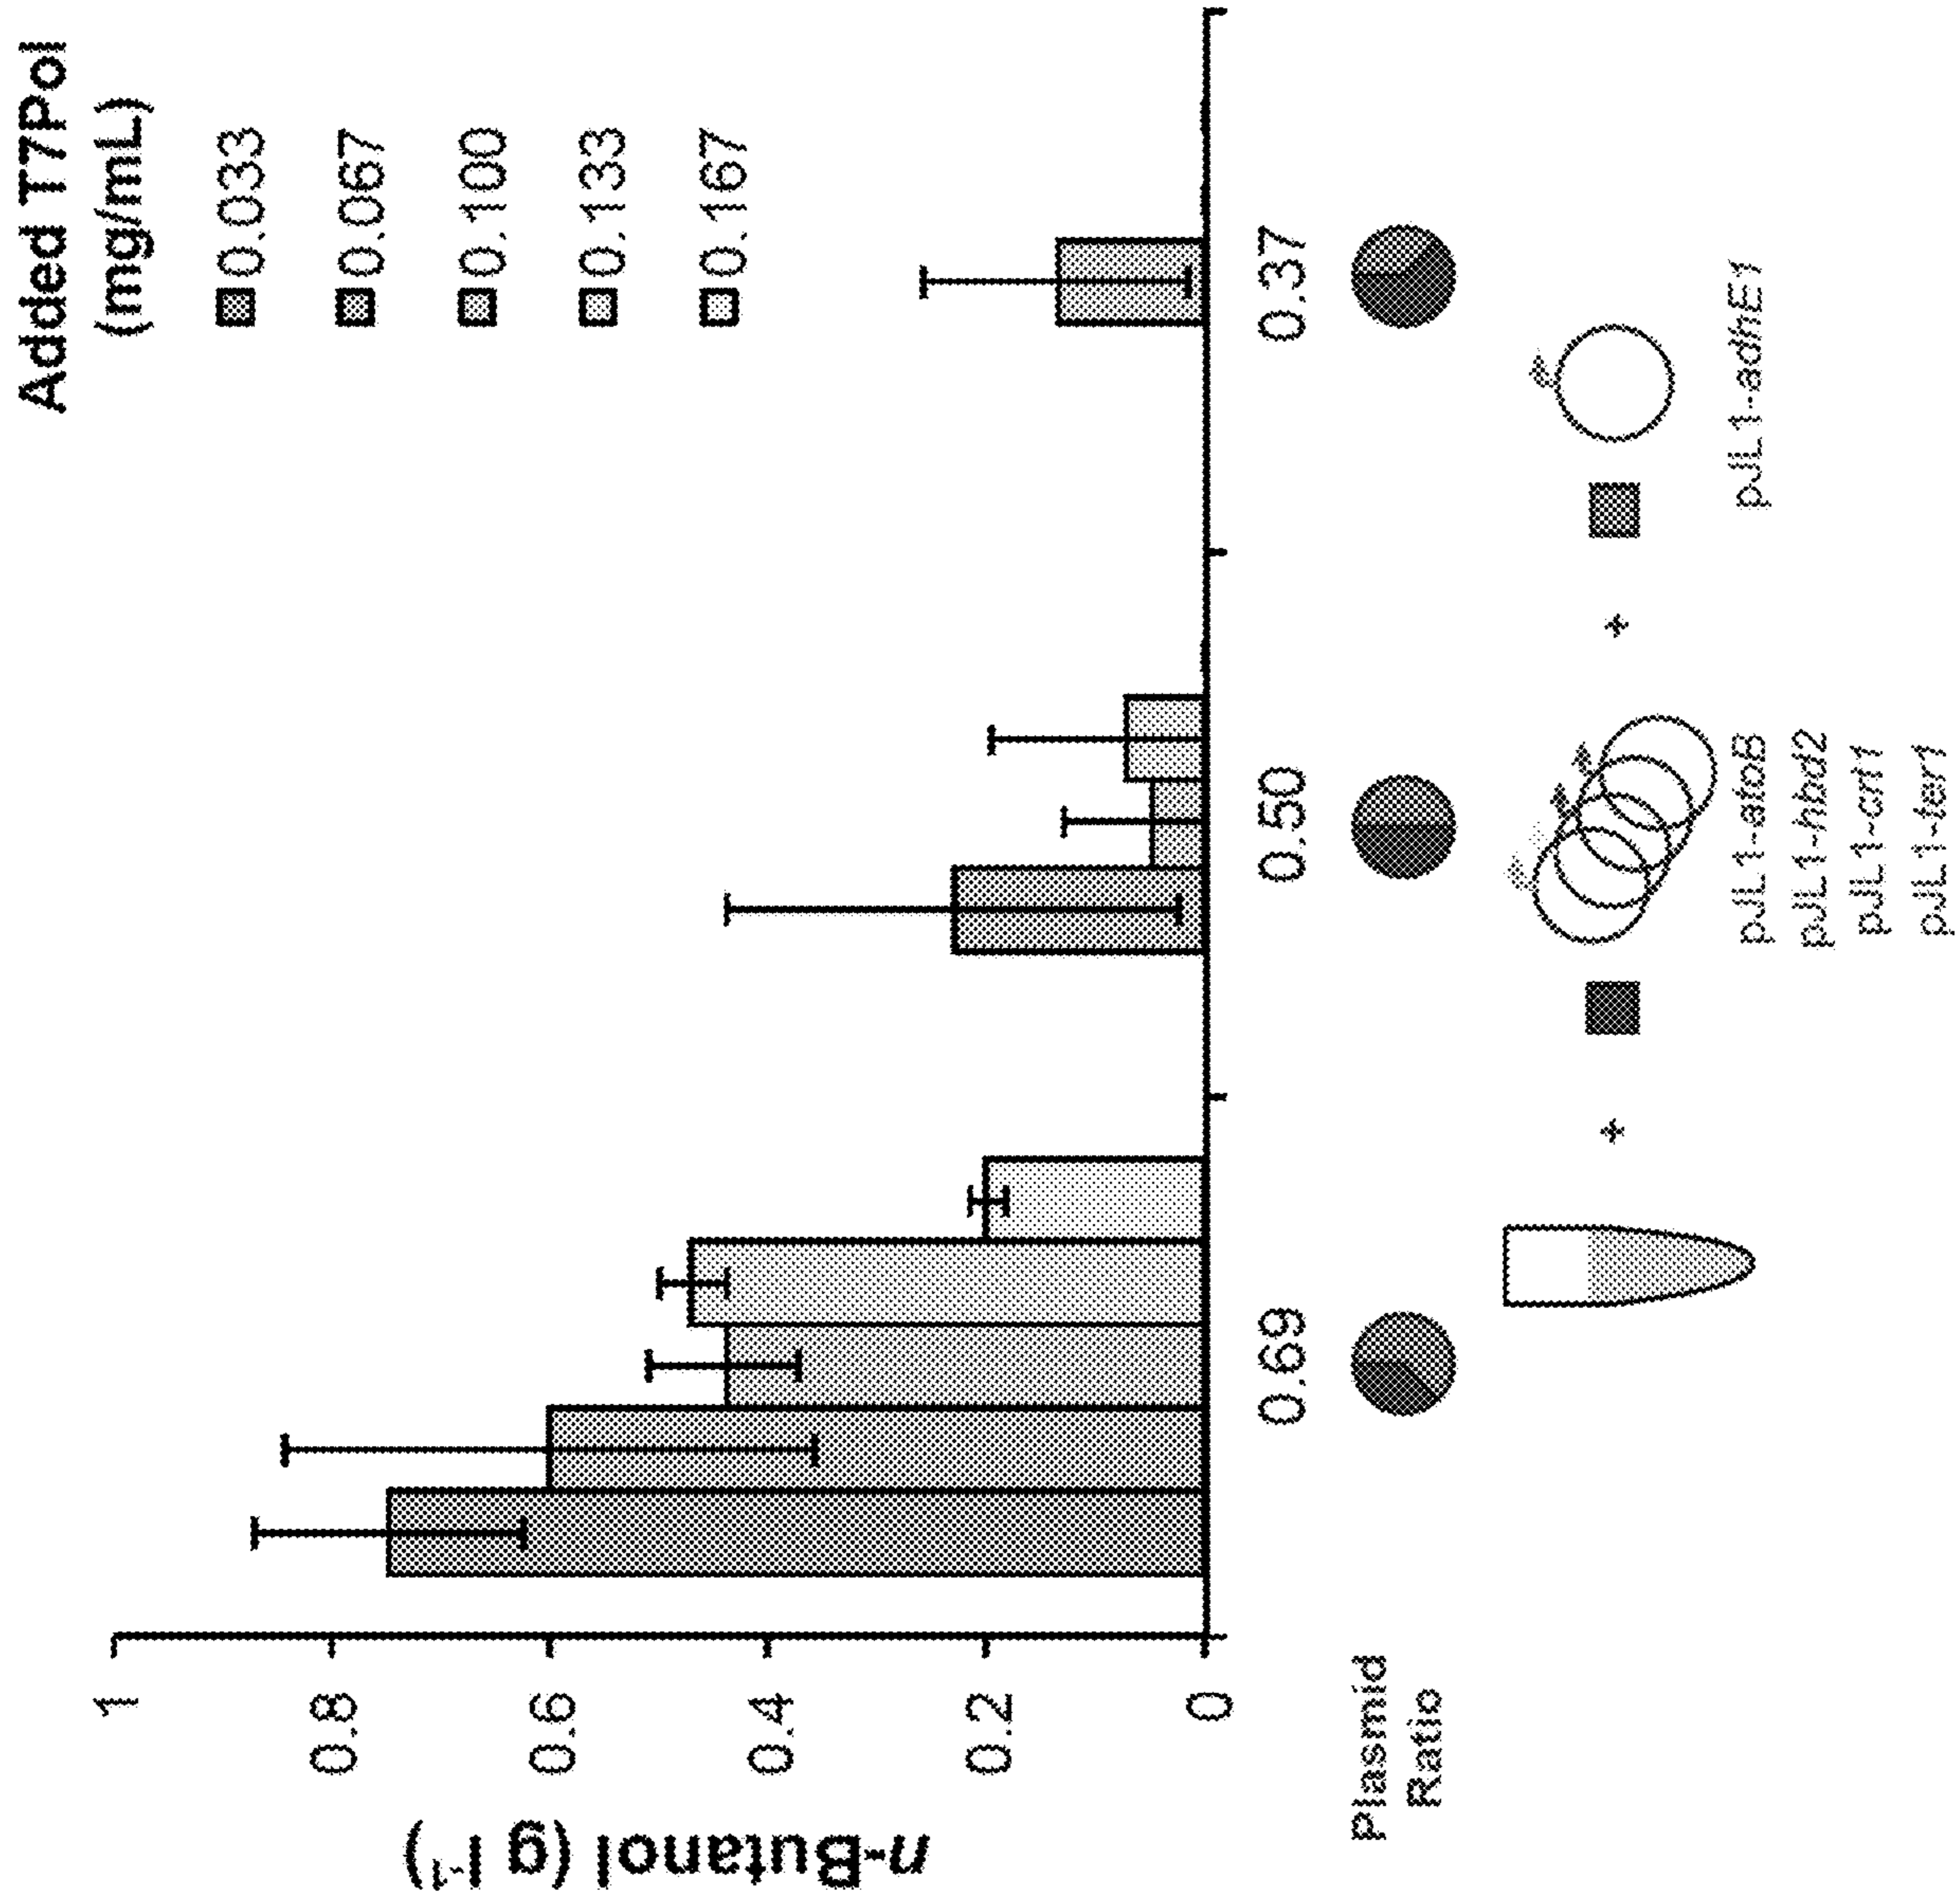 Added T7Pol
(mg/mL)
0.033
0.067
0.100
0.133
0.167
n-Butanol (g l⁻¹)
1
0.8
0.6
0.4
0.2
0
0.69
0.50
0.37
Plasmid
Ratio
+
+
pJL1-atoB
pJL1-hbd2
pJL1-crt1
pJL1-ter1
pJL1-adhE1